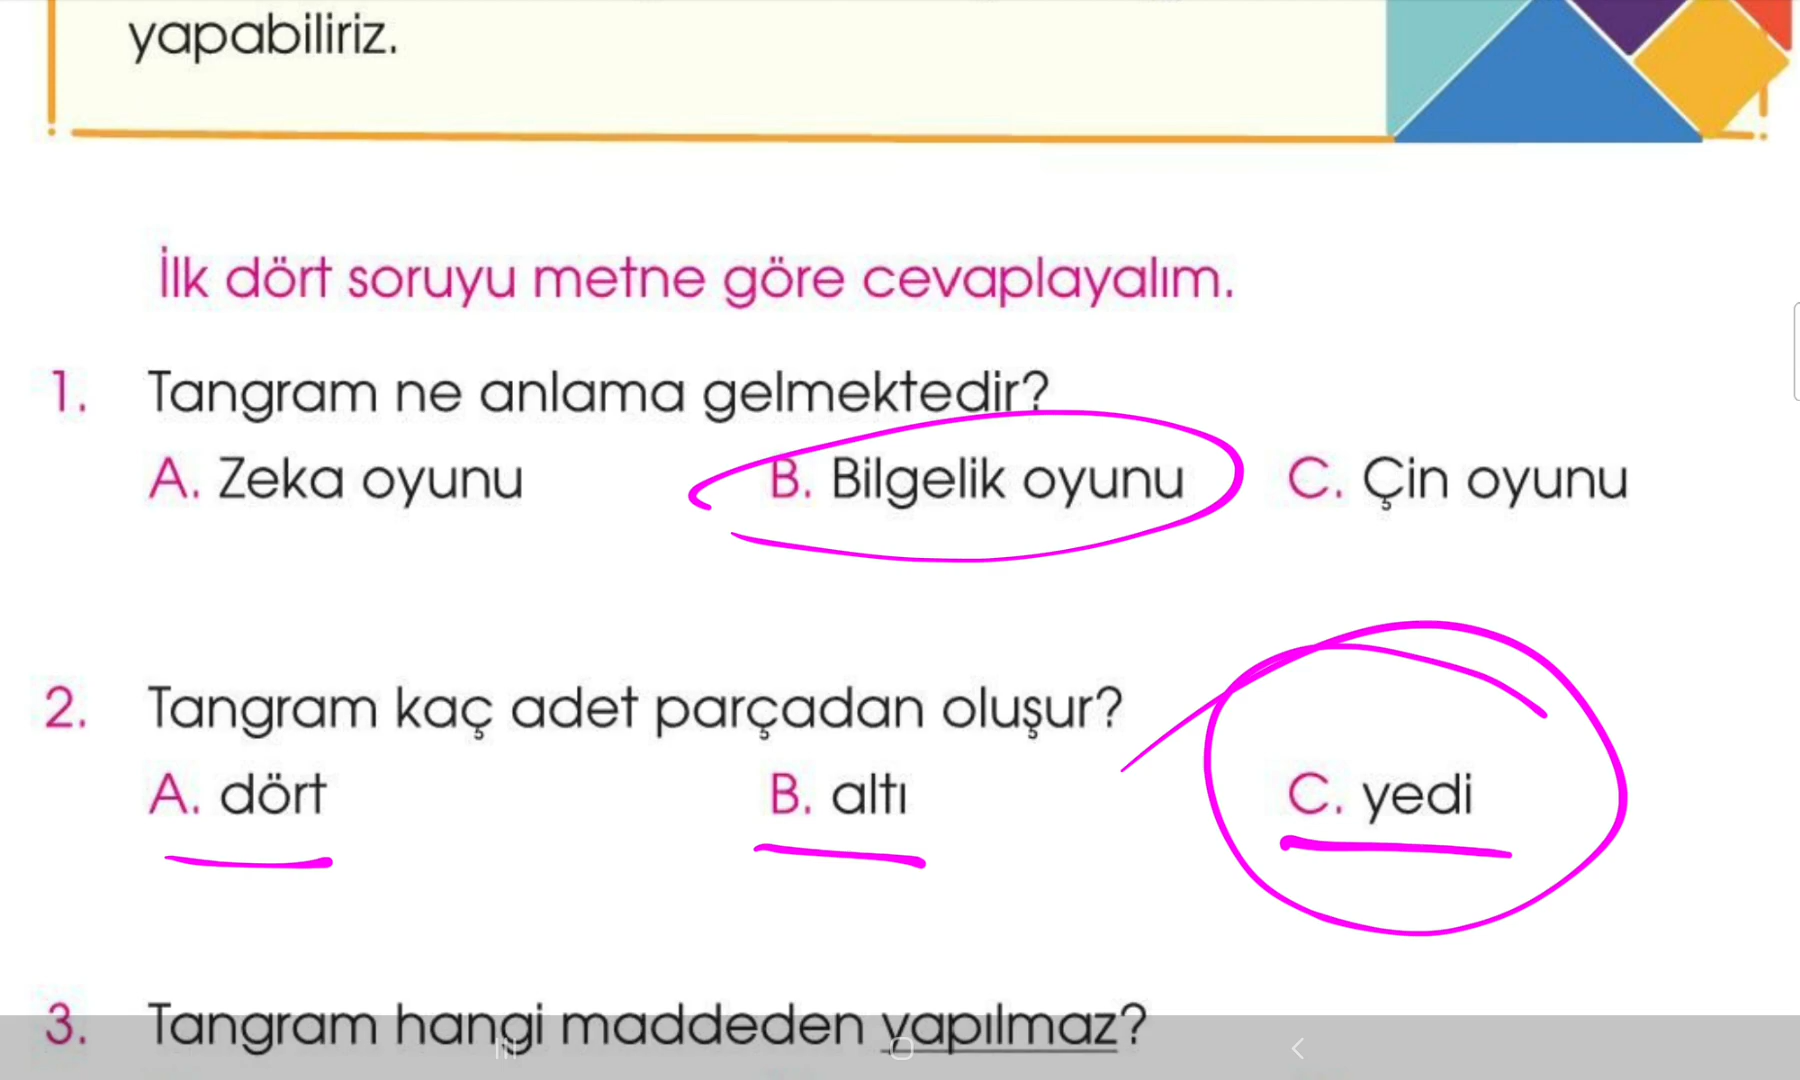 yapabiliriz.
İlk dört soruyu metne göre cevaplayalım.
1. Tangram ne anlama gelmektedir?
A. Zeka oyunu B. Bilgelik oyunu C. Çin oyunu
2. Tangram kaç adet parçadan oluşur?
A. dört B. altı C. yedi
3. Tangram hangi maddeden yapılmaz?